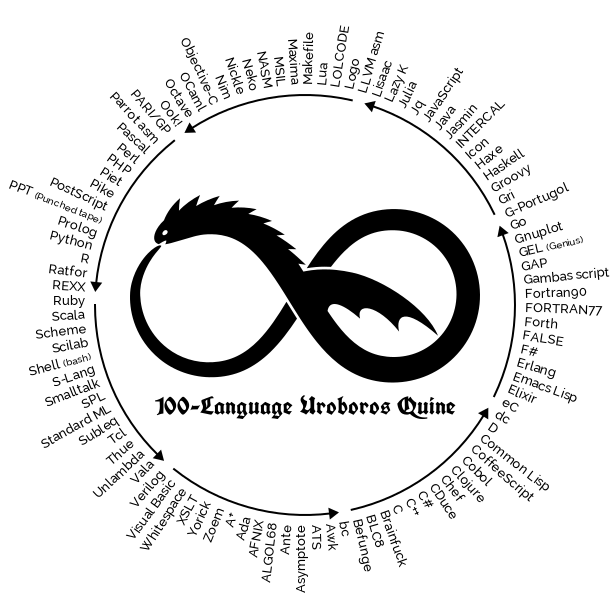 Ruby
Scala
Scheme
Scilab
Shell (bash)
S-Lang
Smalltalk
SPL
Standard ML
Subleq
Tcl
Thue
Unlambda
Vala
Verilog
Visual Basic
Whitespace
XSLT
Yorick
Zoem
A+
Ada
AFNIX
ALGOL68
Ante
Asymptote
ATS
Awk
bc
Befunge
BLC8
Brainfuck
C
C++
C#
CDuce
Chef
Clojure
Cobol
CoffeeScript
Common Lisp
D
dc
eC
Elixir
Emacs Lisp
Erlang
F#
FALSE
Forth
FORTRAN77
Fortran90
Gambas script
GAP
GEL (Genius)
Gnuplot
Go
G-Portugol
Gri
Groovy
Haskell
Haxe
Icon
INTERCAL
Jasmin
Java
JavaScript
Jq
Julia
Lazy K
Lisaac
LLVM asm
Logo
LOLCODE
Lua
Makefile
Maxima
MSIL
NASM
Neko
Nickle
Nim
Objective-C
OCaml
Octave
Ook!
PARI/GP
Parrot asm
Pascal
Perl
PHP
Piet
Pike
PostScript
PPT (Punched tape)
Prolog
Python
R
Ratfor
REXX
100-Language Uroboros Quine